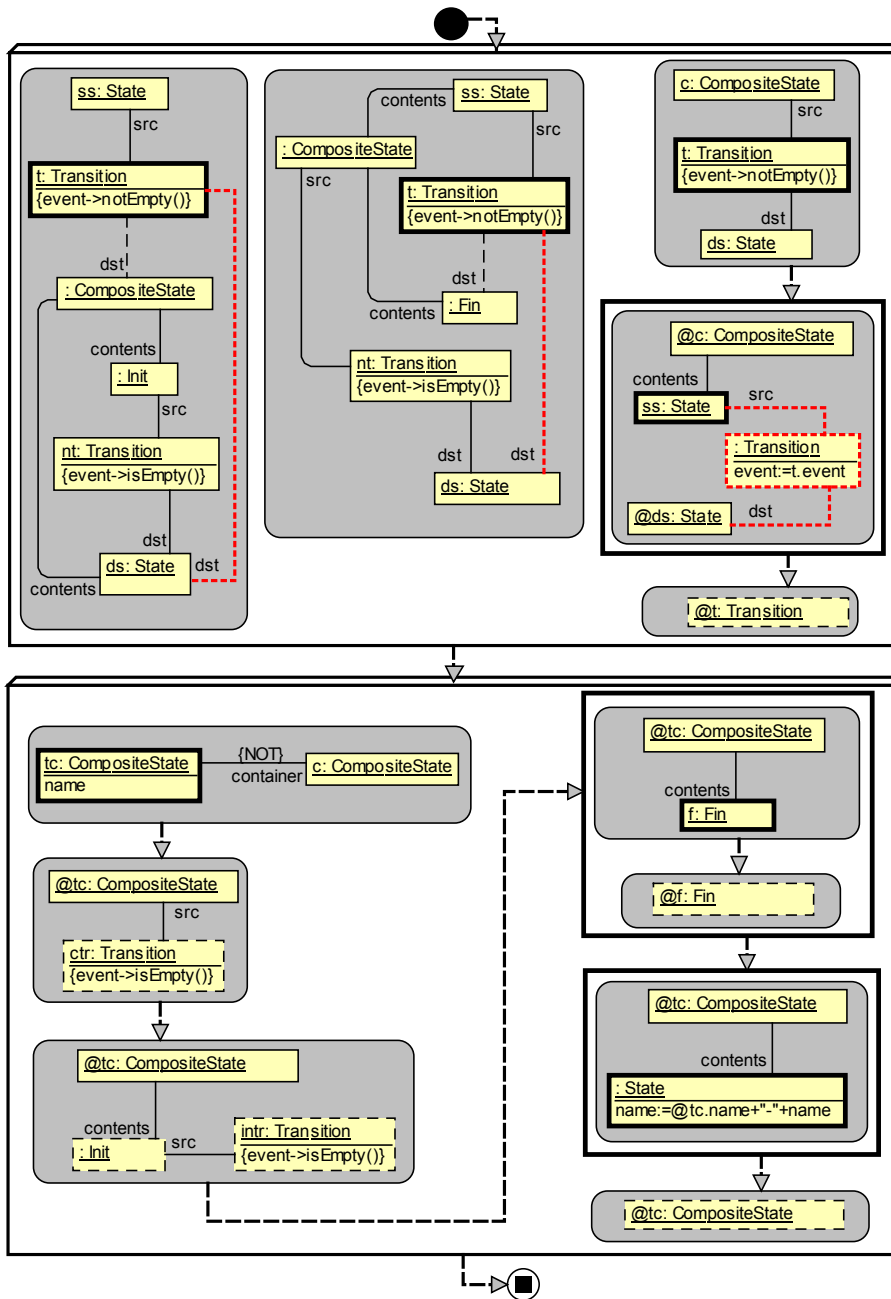 ss: State
src
t: Transition
{event->notEmpty()}
dst
: CompositeState
contents
: Init
src
nt: Transition
{event->isEmpty()}
dst
ds: State
dst
contents
contents
ss: State
src
: CompositeState
src
t: Transition
{event->notEmpty()}
dst
contents
: Fin
nt: Transition
{event->isEmpty()}
dst
dst
ds: State
c: CompositeState
src
t: Transition
{event->notEmpty()}
dst
ds: State
@c: CompositeState
contents
src
ss: State
: Transition
event:=t.event
dst
@ds: State
@t: Transition
tc: CompositeState
name
{NOT}
container
c: CompositeState
@tc: CompositeState
src
ctr: Transition
{event->isEmpty()}
@tc: CompositeState
contents
: Init
src
intr: Transition
{event->isEmpty()}
@tc: CompositeState
contents
f: Fin
@f: Fin
@tc: CompositeState
contents
: State
name:=@tc.name+"-"+name
@tc: CompositeState